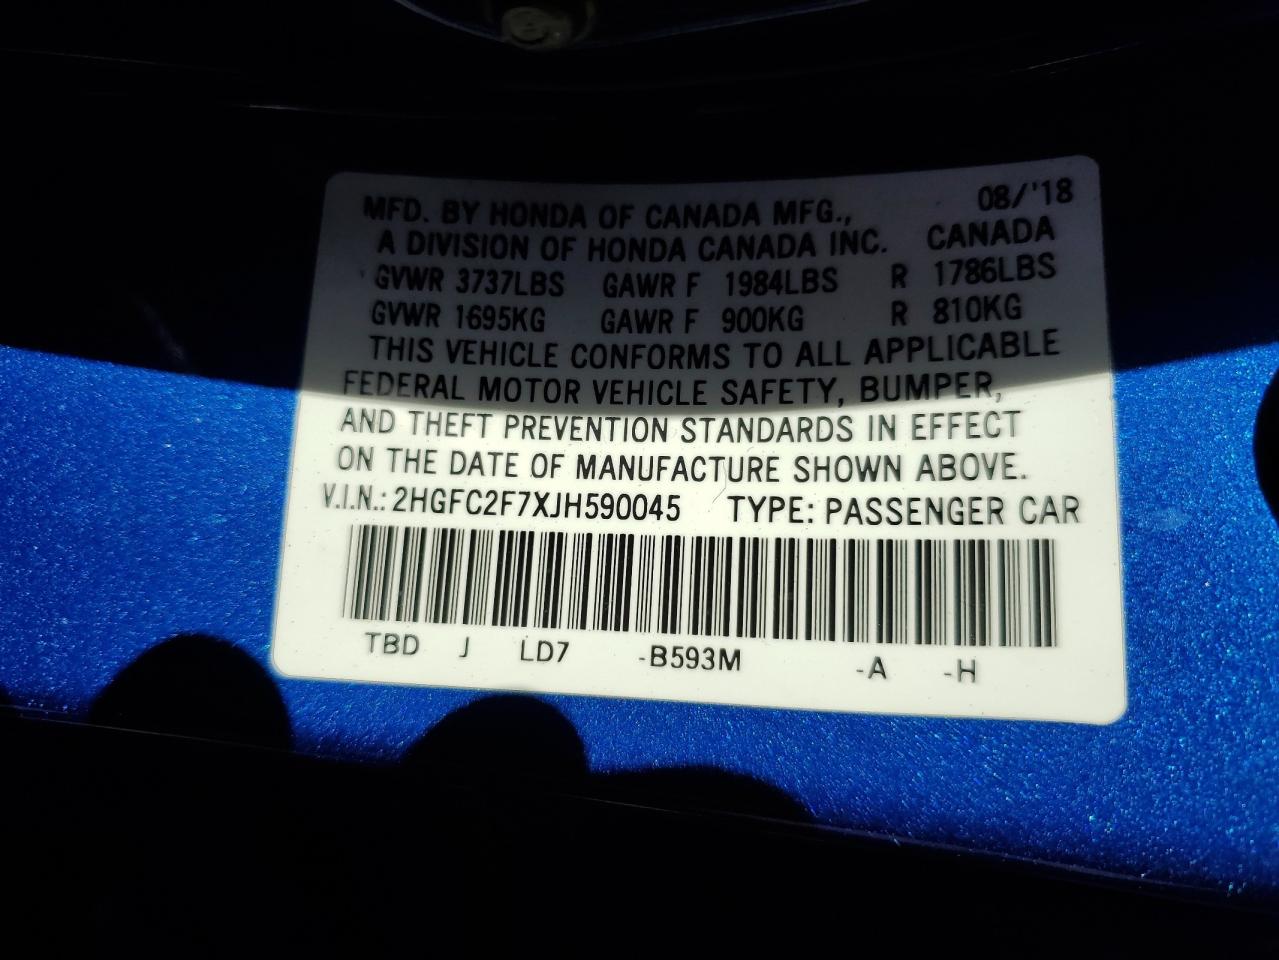 MFD. BY HONDA OF CANADA MFG., 08/'18
A DIVISION OF HONDA CANADA INC. CANADA
GVWR 3737LBS GAWR F 1984LBS R 1786LBS
GVWR 1695KG GAWR F 900KG R 810KG
THIS VEHICLE CONFORMS TO ALL APPLICABLE
FEDERAL MOTOR VEHICLE SAFETY, BUMPER,
AND THEFT PREVENTION STANDARDS IN EFFECT
ON THE DATE OF MANUFACTURE SHOWN ABOVE.
V.I.N.: 2HGFC2F7XJH590045 TYPE: PASSENGER CAR
TBD J LD7 -B593M -A -H